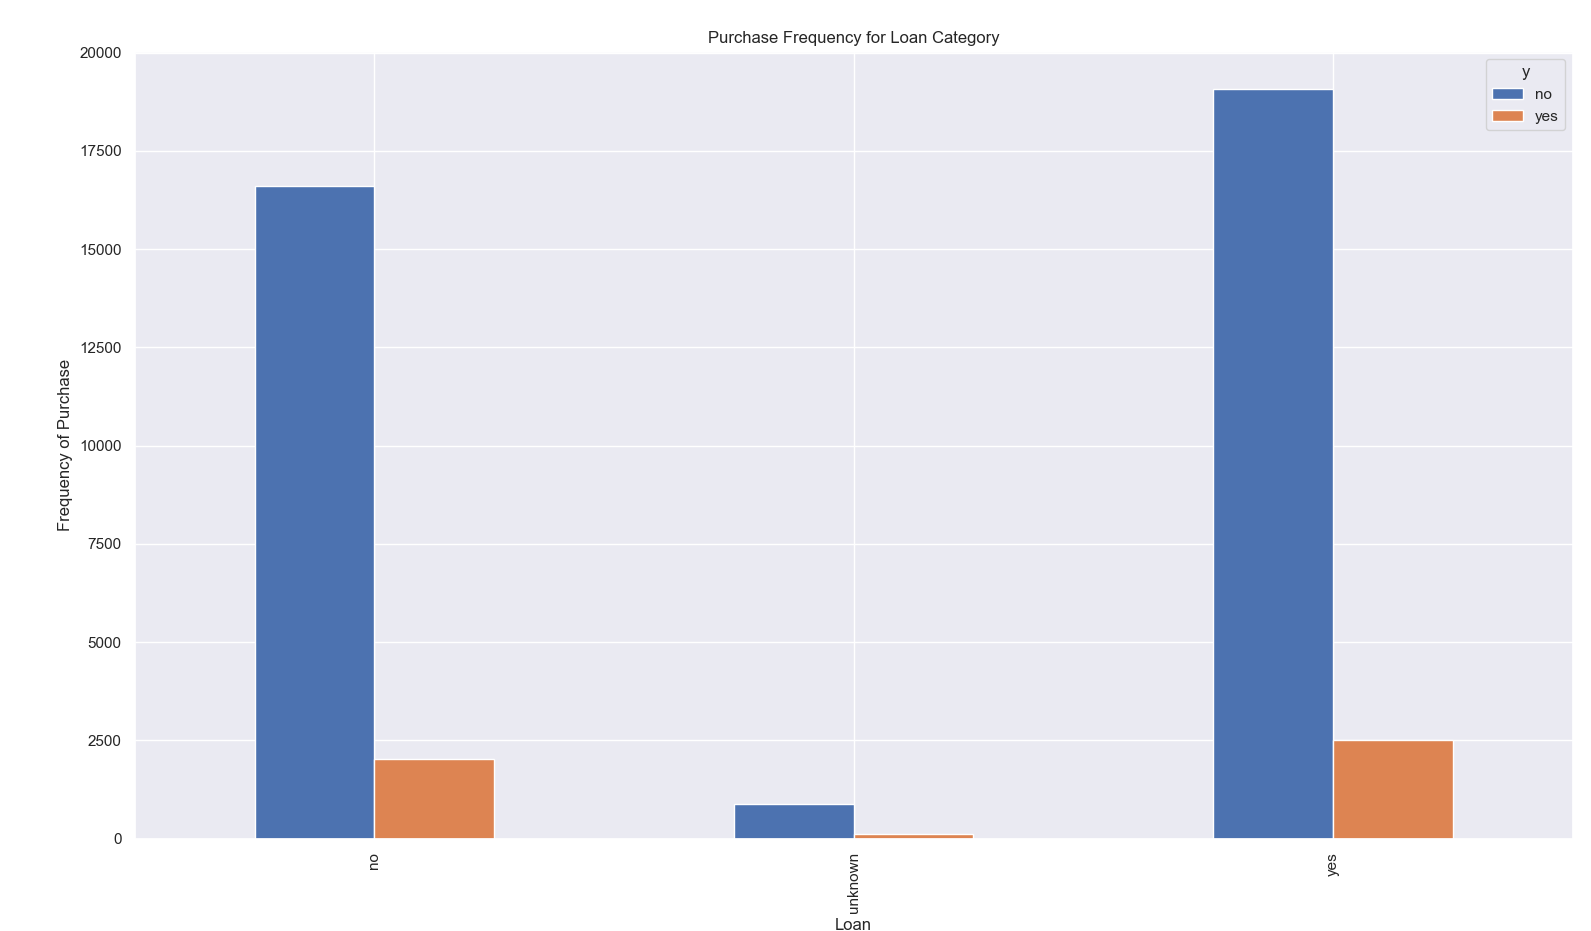 Purchase Frequency for Loan Category
20000
17500
15000
12500
10000
7500
5000
2500
0
Frequency of Purchase
y
no
yes
no
unknown
yes
Loan